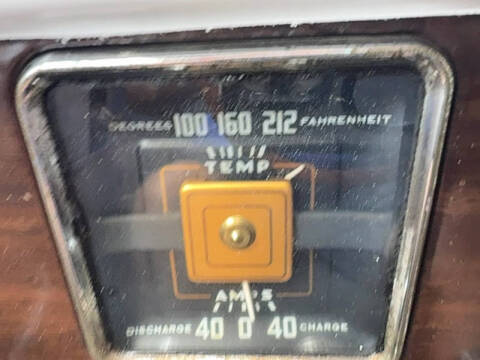 DEGREES 100 160 212 FAHRENHEIT
TEMP
AMPS
DISCHARGE 40 0 40 CHARGE